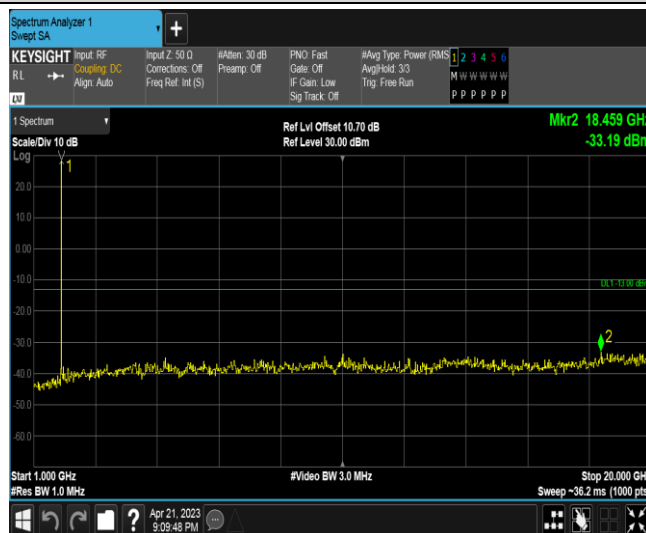 Spectrum Analyzer 1
Swept SA
+
KEYSIGHT Input: RF Input Z: 50 Ω #Atten: 30 dB PNO: Fast #Avg Type: Power (RMS 1 2 3 4 5 6
RL Coupling: DC Corrections: Off Preamp: Off Gate: Off Avg|Hold: 3/3 M W W W W W
Align: Auto Freq Ref: Int (S) IF Gain: Low Trig: Free Run
LXI Sig Track: Off P P P P P P
1 Spectrum Ref Lvl Offset 10.70 dB Mkr2 18.459 GHz
Scale/Div 10 dB Ref Level 30.00 dBm -33.19 dBm
Log
1
20.0
10.0
0.00
-10.0
DL1 -13.00 dBm
-20.0
-30.0
2
-40.0
-50.0
-60.0
Start 1.000 GHz #Video BW 3.0 MHz Stop 20.000 GHz
#Res BW 1.0 MHz Sweep ~36.2 ms (1000 pts
? Apr 21, 2023
9:09:48 PM